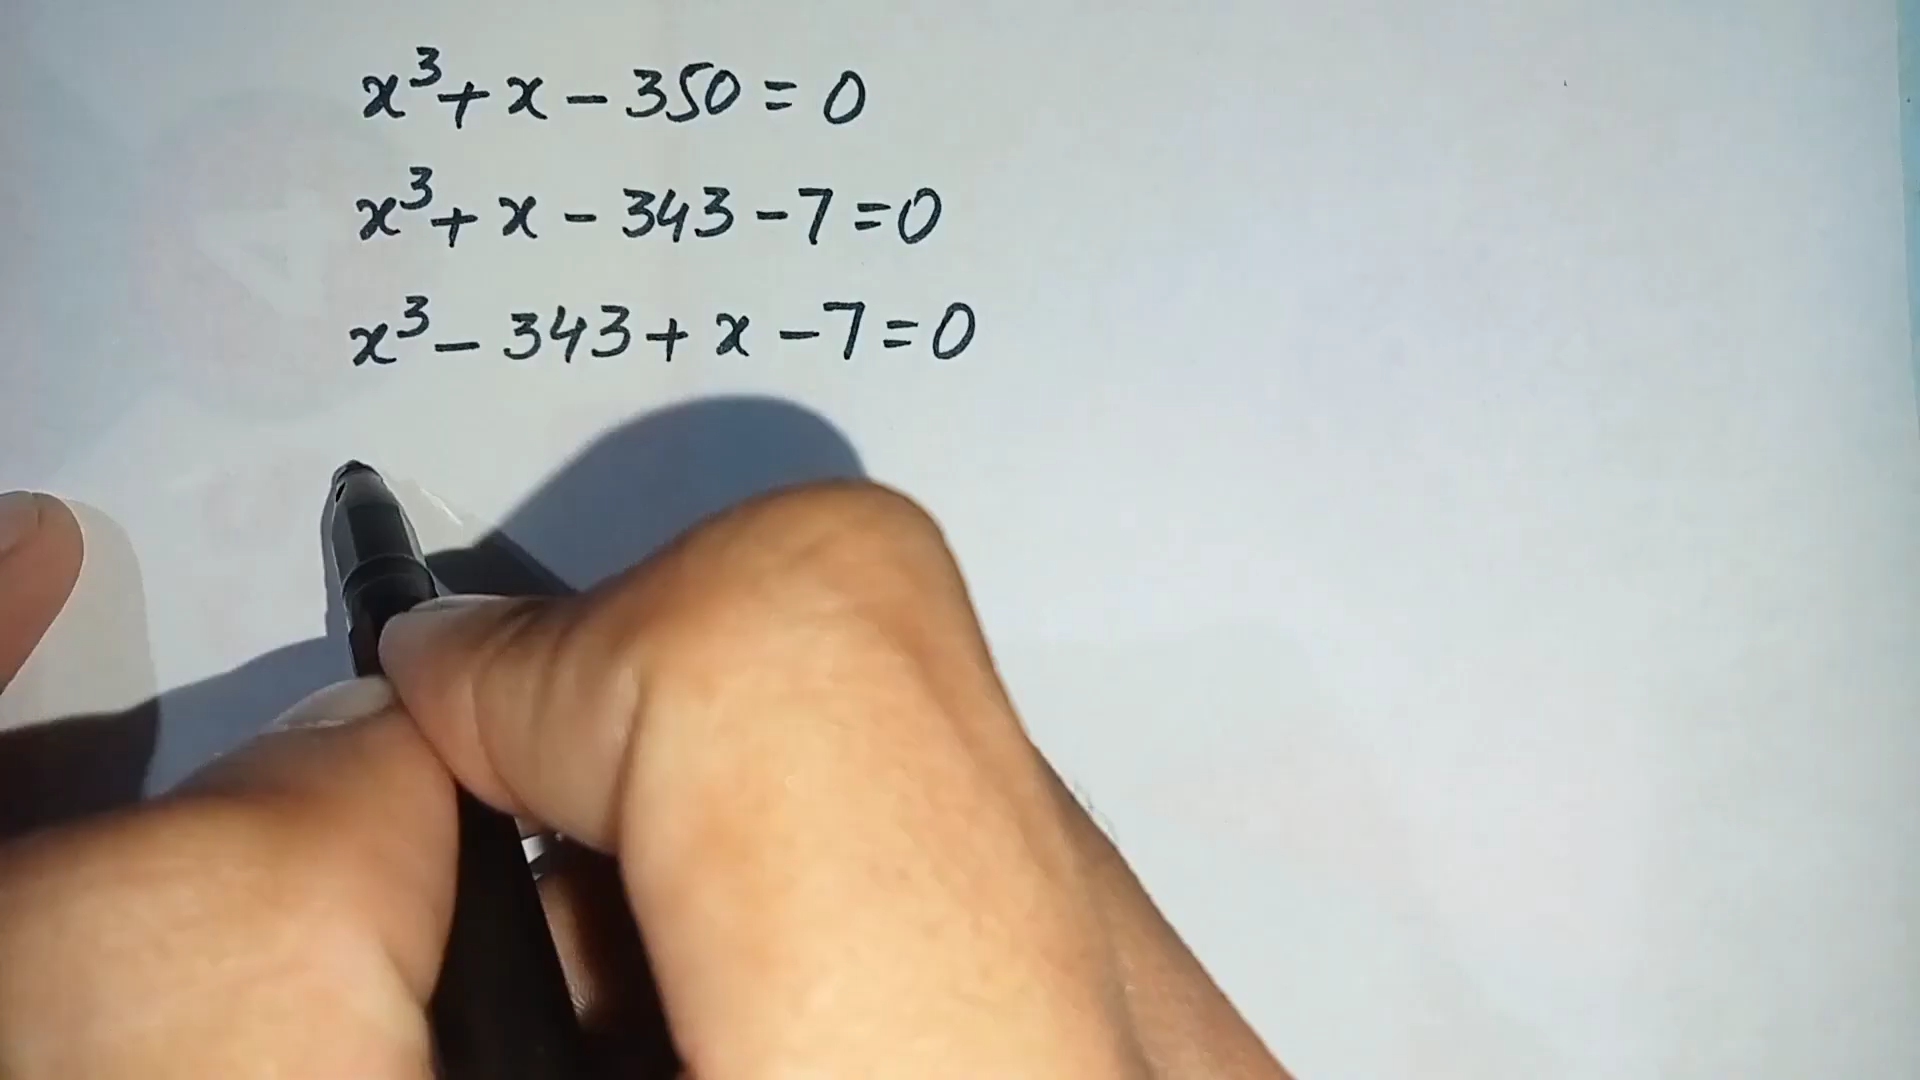 x³ + x - 350 = 0
x³ + x - 343 - 7 = 0
x³ - 343 + x - 7 = 0